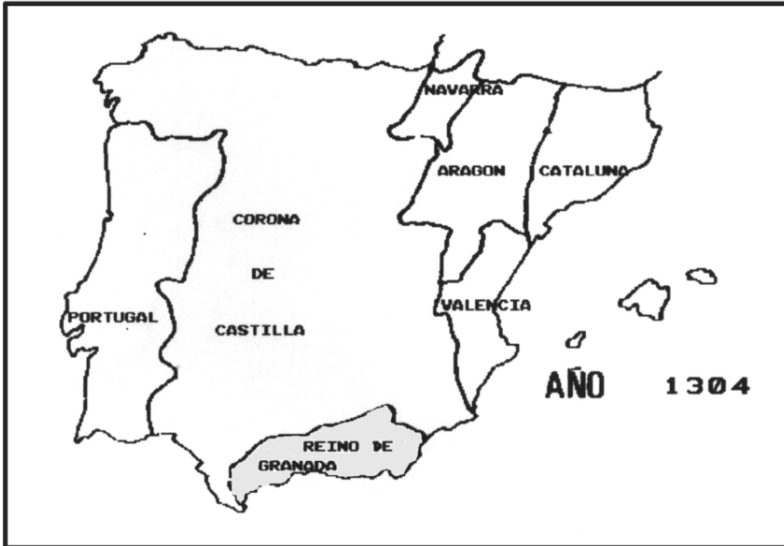 NAVARRA
ARAGON
CATALUNA
CORONA
DE
CASTILLA
PORTUGAL
VALENCIA
AÑO 1304
REINO DE
GRANADA